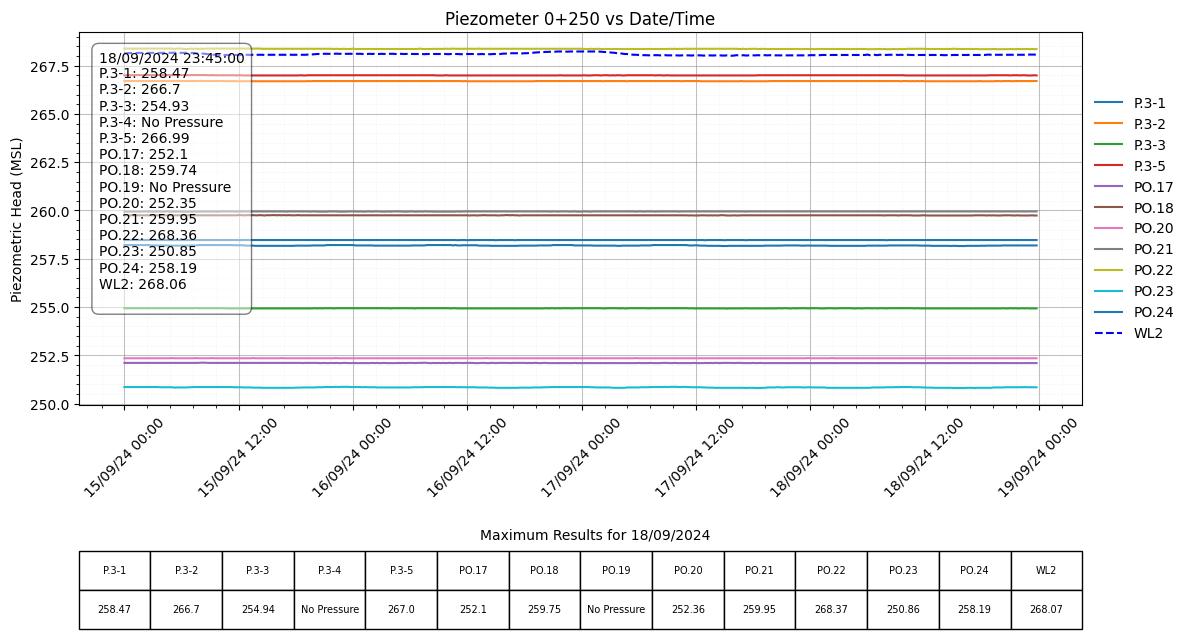 Piezometer 0+250 vs Date/Time
Piezometric Head (MSL)
267.5
265.0
262.5
260.0
257.5
255.0
252.5
250.0
18/09/2024 23:45:00
P.3-1: 258.47
P.3-2: 266.7
P.3-3: 254.93
P.3-4: No Pressure
P.3-5: 266.99
PO.17: 252.1
PO.18: 259.74
PO.19: No Pressure
PO.20: 252.35
PO.21: 259.95
PO.22: 268.36
PO.23: 250.85
PO.24: 258.19
WL2: 268.06
P.3-1
P.3-2
P.3-3
P.3-5
PO.17
PO.18
PO.20
PO.21
PO.22
PO.23
PO.24
WL2
15/09/24 00:00
15/09/24 12:00
16/09/24 00:00
16/09/24 12:00
17/09/24 00:00
17/09/24 12:00
18/09/24 00:00
18/09/24 12:00
19/09/24 00:00
Maximum Results for 18/09/2024
P.3-1 P.3-2 P.3-3 P.3-4 P.3-5 PO.17 PO.18 PO.19 PO.20 PO.21 PO.22 PO.23 PO.24 WL2
258.47 266.7 254.94 No Pressure 267.0 252.1 259.75 No Pressure 252.36 259.95 268.37 250.86 258.19 268.07